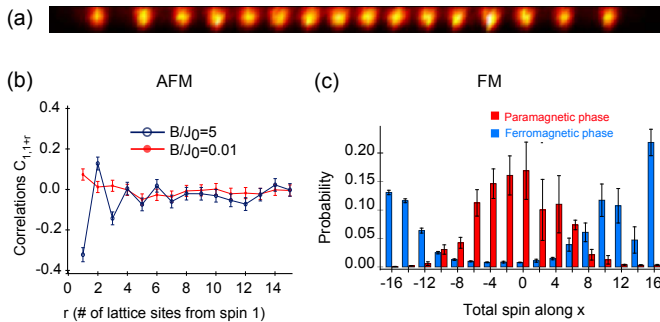 (a)
(b)
AFM
B/J0=5
B/J0=0.01
Correlations C1,1+r
0.4
0.2
0.0
-0.2
-0.4
0 2 4 6 8 10 12 14
r (# of lattice sites from spin 1)
(c)
FM
Paramagnetic phase
Ferromagnetic phase
Probability
0.20
0.15
0.10
0.05
0.00
-16 -12 -8 -4 0 4 8 12 16
Total spin along x